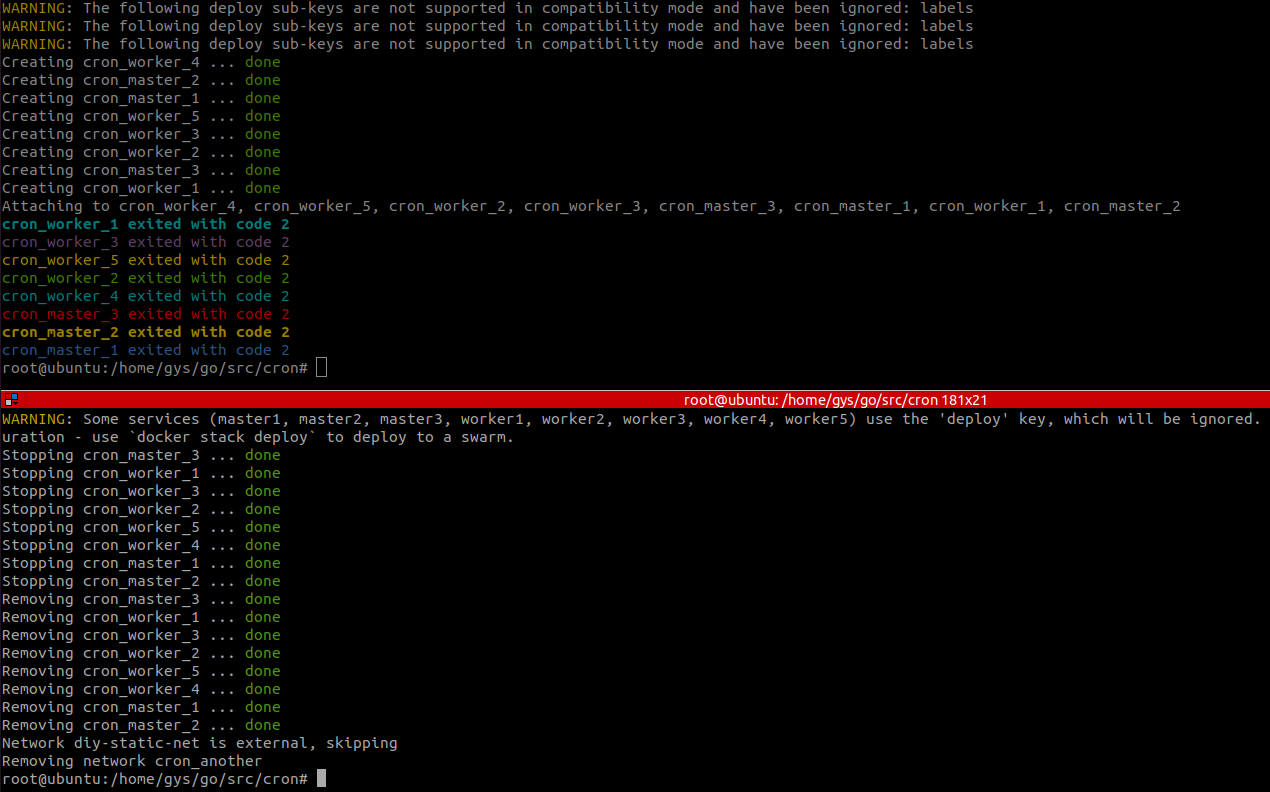 WARNING: The following deploy sub-keys are not supported in compatibility mode and have been ignored: labels
WARNING: The following deploy sub-keys are not supported in compatibility mode and have been ignored: labels
WARNING: The following deploy sub-keys are not supported in compatibility mode and have been ignored: labels
Creating cron_worker_4 ... done
Creating cron_master_2 ... done
Creating cron_master_1 ... done
Creating cron_worker_5 ... done
Creating cron_worker_3 ... done
Creating cron_worker_2 ... done
Creating cron_master_3 ... done
Creating cron_worker_1 ... done
Attaching to cron_worker_4, cron_worker_5, cron_worker_2, cron_worker_3, cron_master_3, cron_master_1, cron_worker_1, cron_master_2
cron_worker_1 exited with code 2
cron_worker_3 exited with code 2
cron_worker_5 exited with code 2
cron_worker_2 exited with code 2
cron_worker_4 exited with code 2
cron_master_3 exited with code 2
cron_master_2 exited with code 2
cron_master_1 exited with code 2
root@ubuntu:/home/gys/go/src/cron#
root@ubuntu: /home/gys/go/src/cron 181x21
WARNING: Some services (master1, master2, master3, worker1, worker2, worker3, worker4, worker5) use the 'deploy' key, which will be ignored.
uration - use `docker stack deploy` to deploy to a swarm.
Stopping cron_master_3 ... done
Stopping cron_worker_1 ... done
Stopping cron_worker_3 ... done
Stopping cron_worker_2 ... done
Stopping cron_worker_5 ... done
Stopping cron_worker_4 ... done
Stopping cron_master_1 ... done
Stopping cron_master_2 ... done
Removing cron_master_3 ... done
Removing cron_worker_1 ... done
Removing cron_worker_3 ... done
Removing cron_worker_2 ... done
Removing cron_worker_5 ... done
Removing cron_worker_4 ... done
Removing cron_master_1 ... done
Removing cron_master_2 ... done
Network diy-static-net is external, skipping
Removing network cron_another
root@ubuntu:/home/gys/go/src/cron#